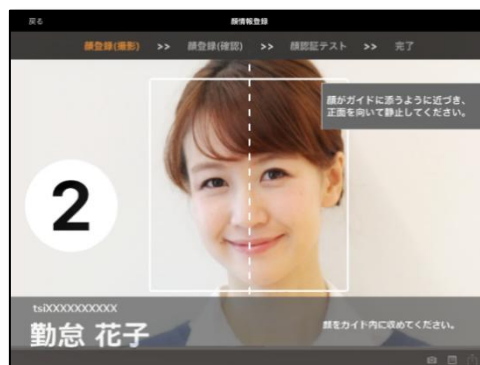 戻る
顔情報登録
顔登録(撮影) >> 顔登録(確認) >> 顔認証テスト >> 完了
顔がガイドに添うように近づき、
正面を向いて静止してください。
2
tsiXXXXXXXXXX
勤怠 花子
顔をガイド内に収めてください。